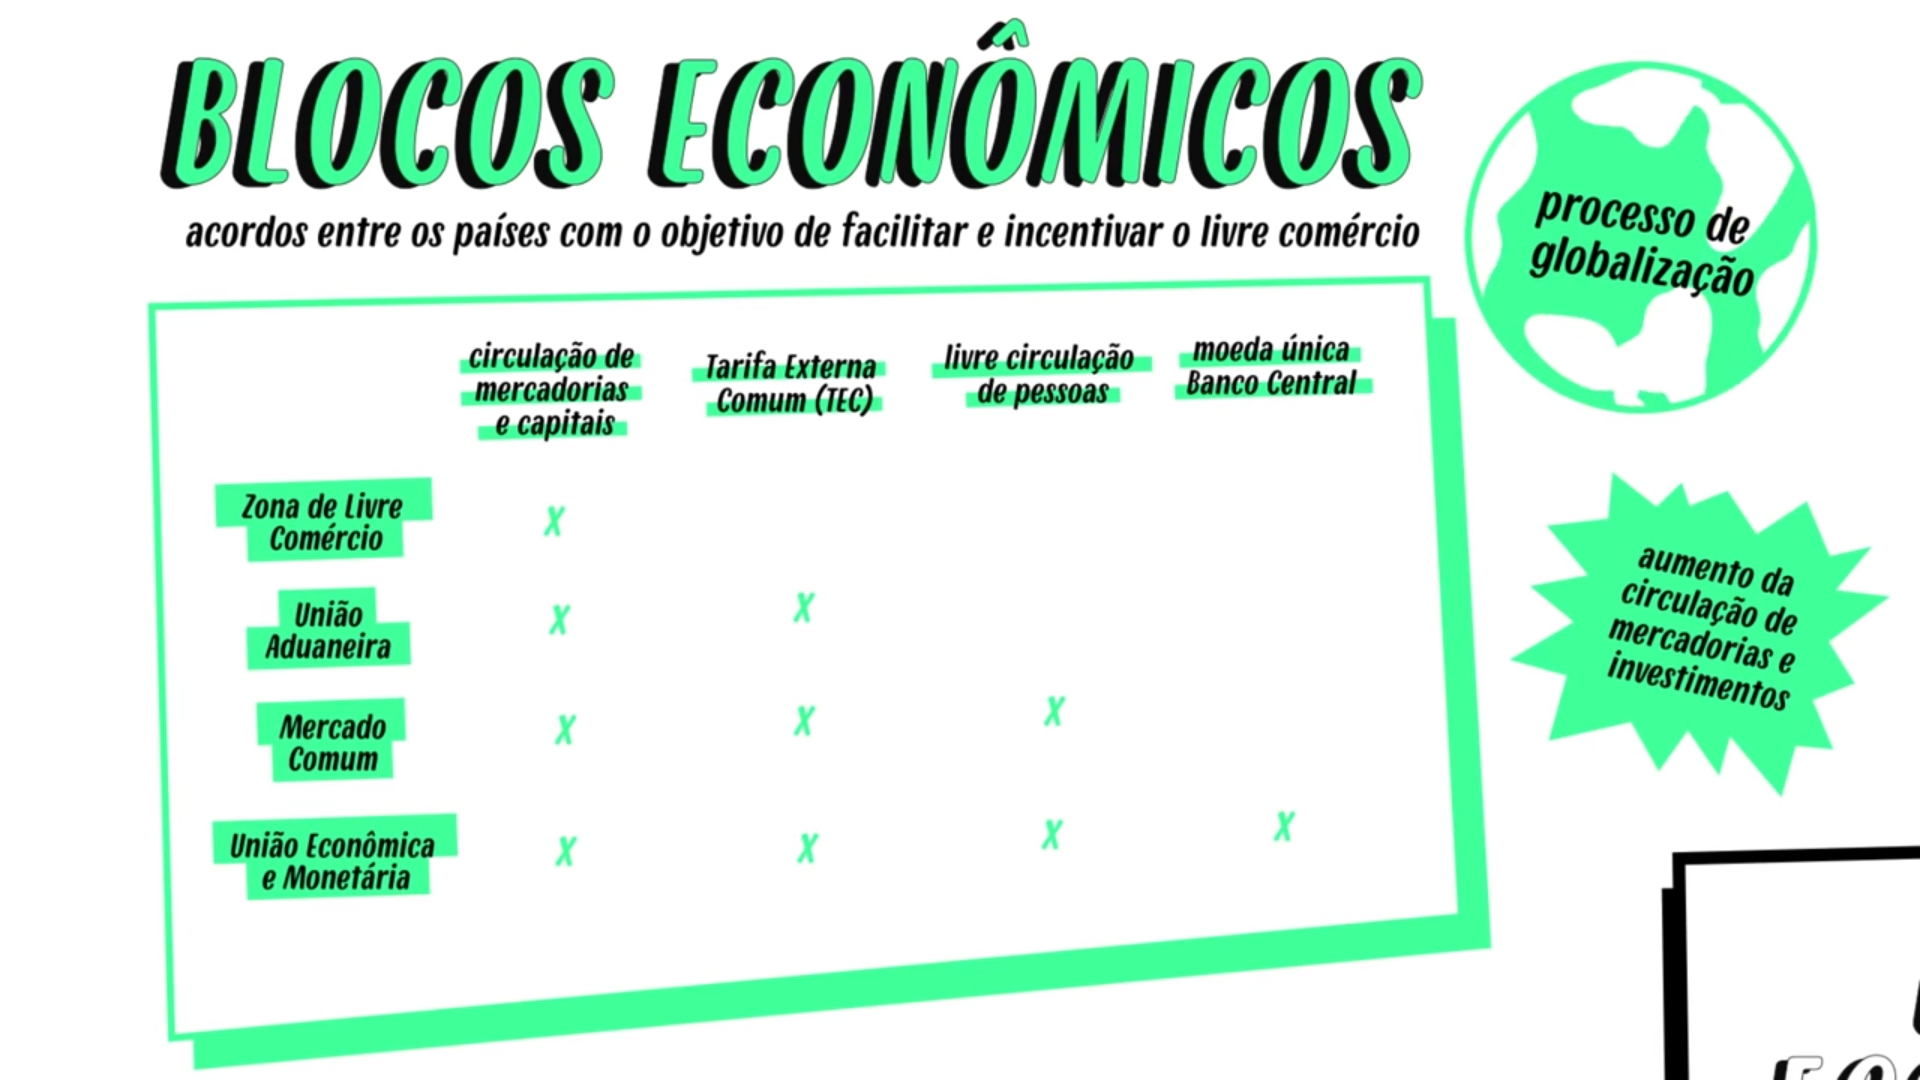 BLOCOS ECONÔMICOS
acordos entre os países com o objetivo de facilitar e incentivar o livre comércio
processo de
globalização
circulação de
mercadorias
e capitais
Tarifa Externa
Comum (TEC)
livre circulação
de pessoas
moeda única
Banco Central
Zona de Livre
Comércio
X
União
Aduaneira
X X
Mercado
Comum
X X X
União Econômica
e Monetária
X X X X
aumento da
circulação de
mercadorias e
investimentos